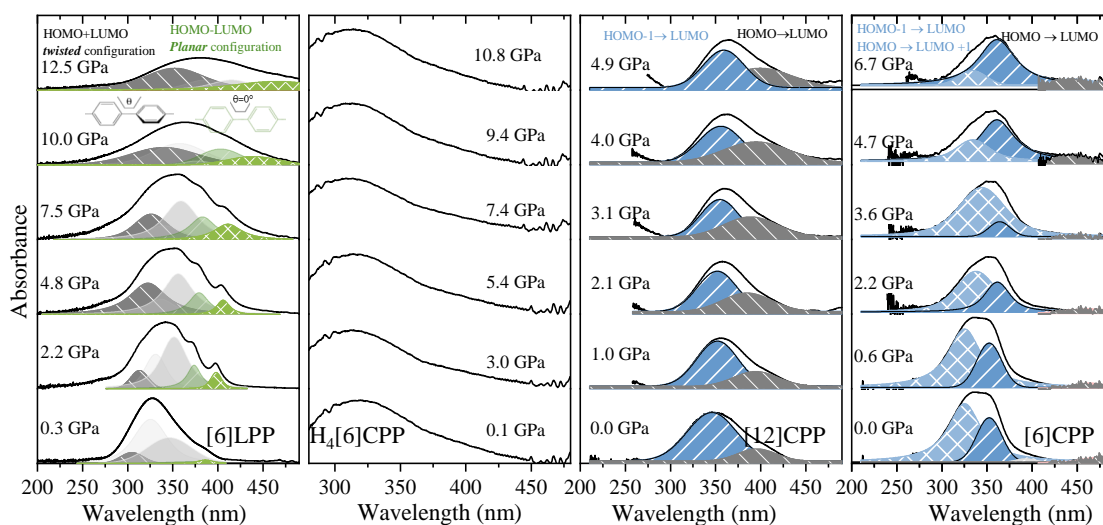 HOMO+LUMO
twisted configuration
HOMO-LUMO
Planar configuration
12.5 GPa
θ
θ=0°
10.0 GPa
7.5 GPa
4.8 GPa
2.2 GPa
0.3 GPa
[6]LPP
Absorbance
200 250 300 350 400 450
Wavelength (nm)
10.8 GPa
9.4 GPa
7.4 GPa
5.4 GPa
3.0 GPa
0.1 GPa
H4[6]CPP
300 350 400 450
Wavelength (nm)
HOMO-1→LUMO
HOMO→LUMO
4.9 GPa
4.0 GPa
3.1 GPa
2.1 GPa
1.0 GPa
0.0 GPa
[12]CPP
200 250 300 350 400 450
Wavelength (nm)
HOMO-1→LUMO
HOMO→LUMO+1
HOMO→LUMO
6.7 GPa
4.7 GPa
3.6 GPa
2.2 GPa
0.6 GPa
0.0 GPa
[6]CPP
200 250 300 350 400 450
Wavelength (nm)